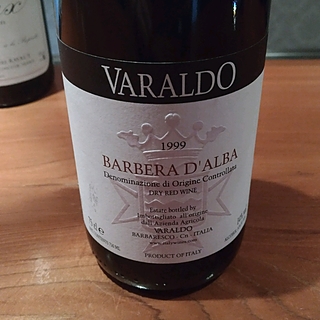 VARALDO
1999
BARBERA D'ALBA
Denominazione di Origine Controllata
DRY RED WINE
Estate bottled by
Imbottigliato all'origine
dall'Azienda Agricola
VARALDO
BARBARESCO - Cn - ITALIA
PRODUCT OF ITALY